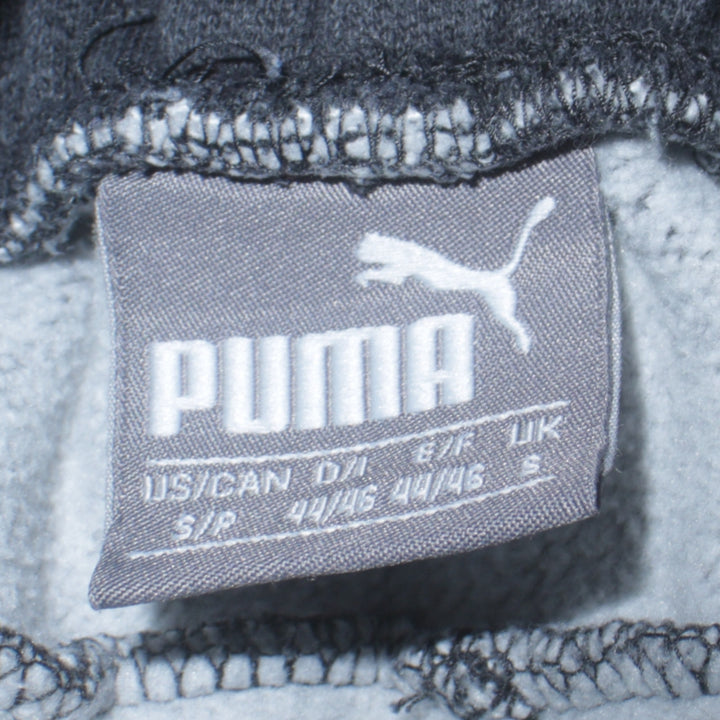 PUMA
US/CAN D/I E/F UK
S/P 44/46 44/46 S